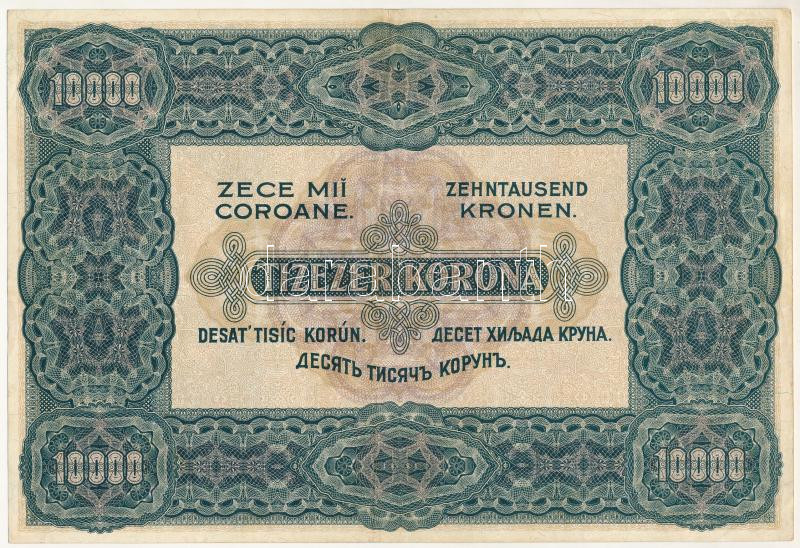 10000 10000
ZECE MIĬ ZEHNTAUSEND
COROANE. KRONEN.
TIZEZER KORONA
DESAT' TISÍC KORÚN. ДЕСЕТ ХИЉАДА КРУНА.
ДЕСЯТЬ ТИСЯЧЪ КОРУНЪ.
10000 10000